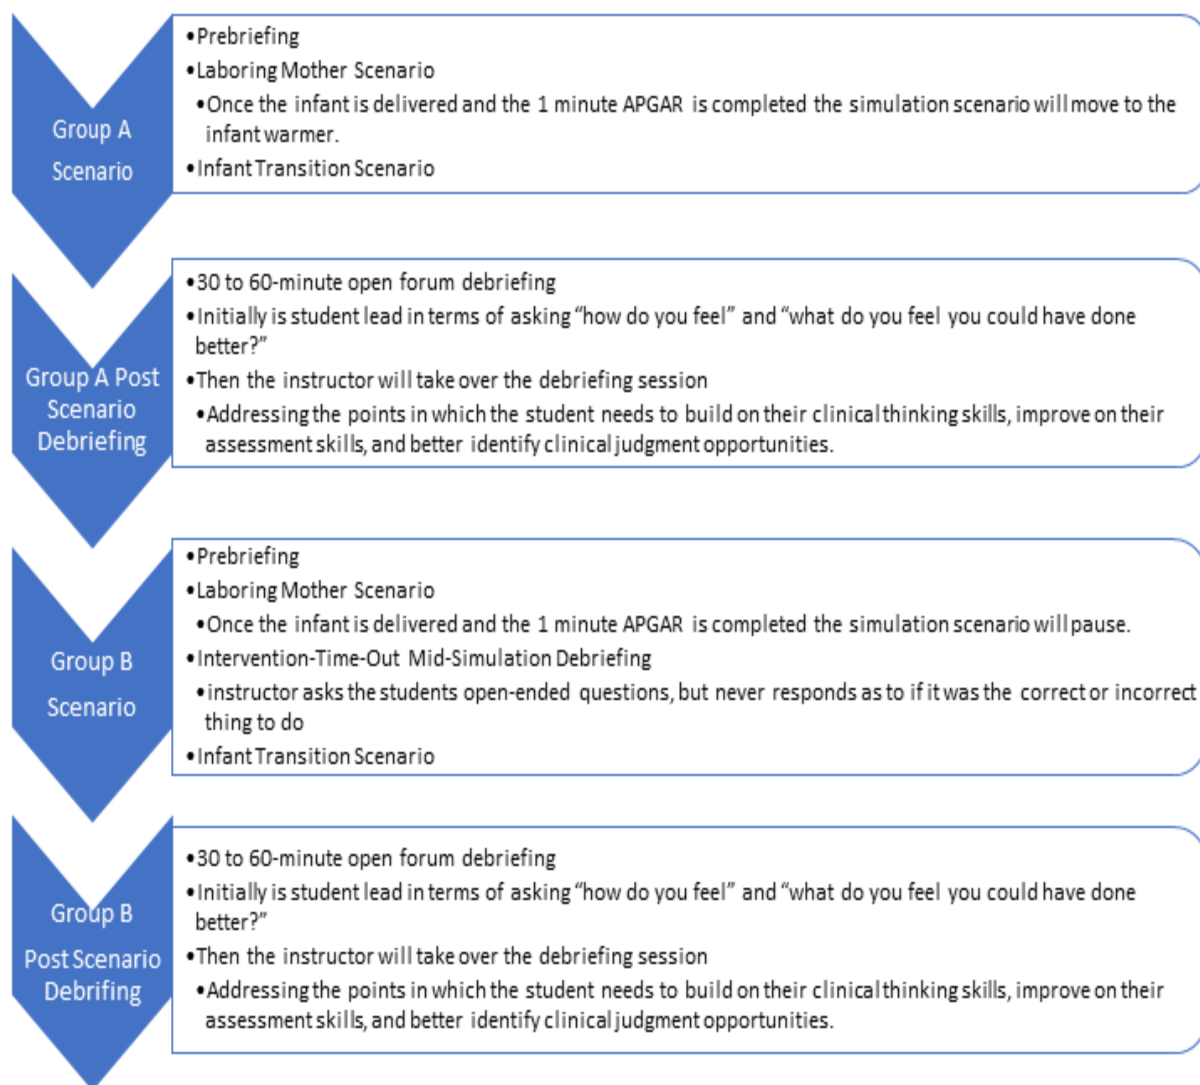 Group A
Scenario
•Prebriefing
•Laboring Mother Scenario
•Once the infant is delivered and the 1 minute APGAR is completed the simulation scenario will move to the
infant warmer.
•Infant Transition Scenario
Group A Post
Scenario
Debriefing
•30 to 60-minute open forum debriefing
•Initially is student lead in terms of asking “how do you feel” and “what do you feel you could have done
better?”
•Then the instructor will take over the debriefing session
•Addressing the points in which the student needs to build on their clinical thinking skills, improve on their
assessment skills, and better identify clinical judgment opportunities.
Group B
Scenario
•Prebriefing
•Laboring Mother Scenario
•Once the infant is delivered and the 1 minute APGAR is completed the simulation scenario will pause.
•Intervention-Time-Out Mid-Simulation Debriefing
•instructor asks the students open-ended questions, but never responds as to if it was the correct or incorrect
thing to do
•Infant Transition Scenario
Group B
Post Scenario
Debrifing
•30 to 60-minute open forum debriefing
•Initially is student lead in terms of asking “how do you feel” and “what do you feel you could have done
better?”
•Then the instructor will take over the debriefing session
•Addressing the points in which the student needs to build on their clinical thinking skills, improve on their
assessment skills, and better identify clinical judgment opportunities.